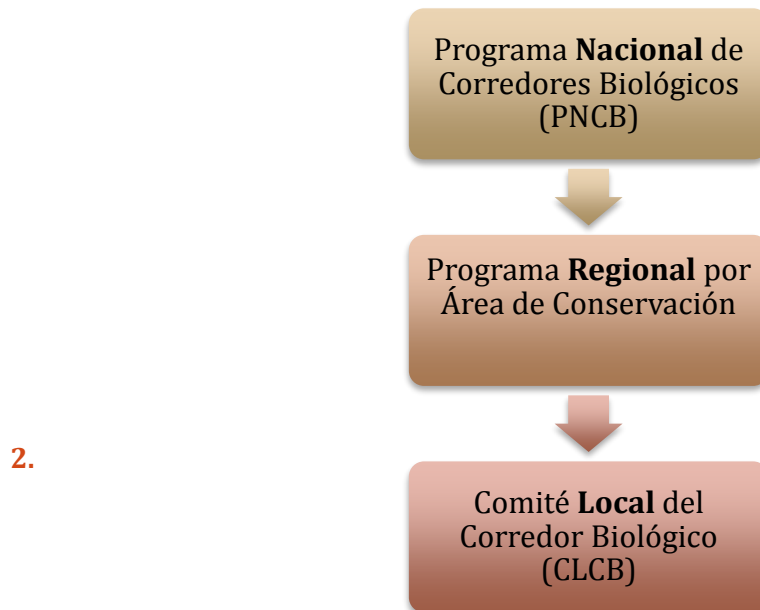 Programa Nacional de
Corredores Biológicos
(PNCB)
Programa Regional por
Área de Conservación
2.
Comité Local del
Corredor Biológico
(CLCB)